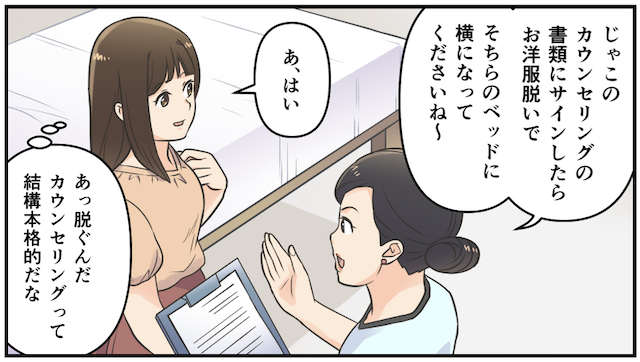 じゃこの
カウンセリングの
書類にサインしたら
お洋服脱いで
そちらのベッドに
横になって
くださいね～
あ、はい
あっ脱ぐんだ
カウンセリングって
結構本格的だな